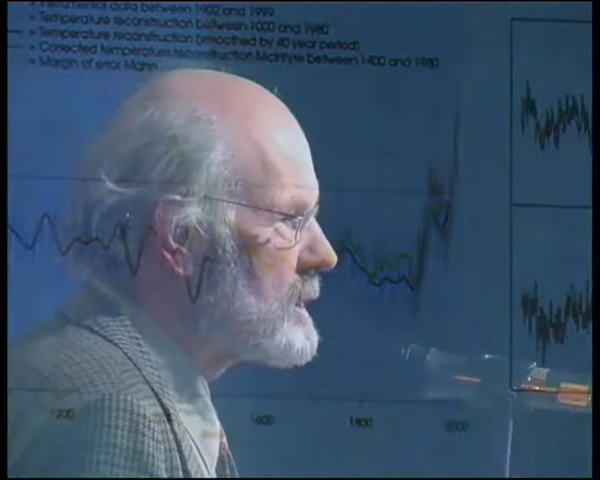 = Instrumental data between 1902 and 1999
= Temperature reconstruction between 1000 and 1980
= Temperature reconstruction (smoothed by 40 year period)
= Corrected temperature reconstruction McIntyre between 1400 and 1980
= Margin of error Mann
1200 1600 1800 2000